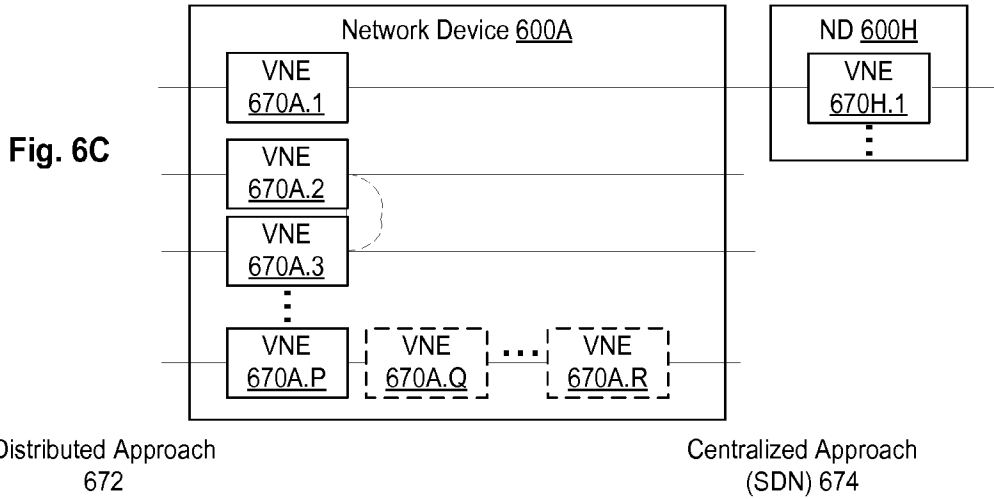 Network Device 600A
ND 600H
VNE
670A.1
VNE
670H.1
Fig. 6C
VNE
670A.2
VNE
670A.3
VNE
670A.P
VNE
670A.Q
VNE
670A.R
Distributed Approach
672
Centralized Approach
(SDN) 674